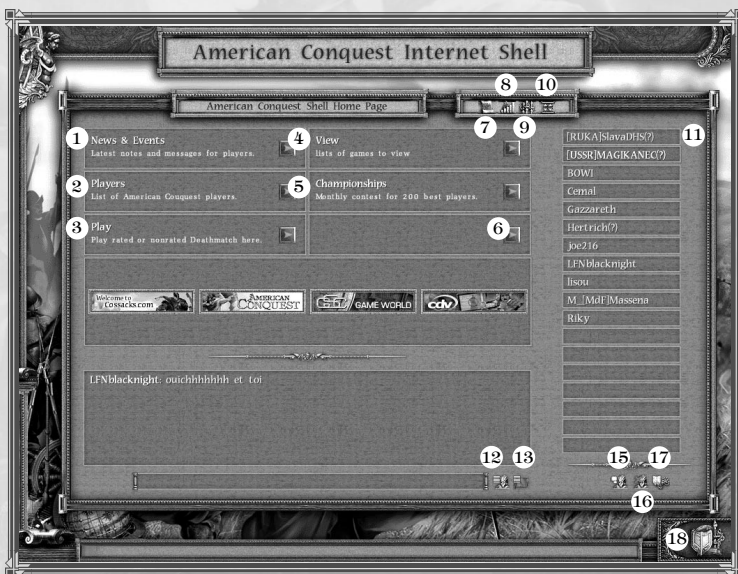 American Conquest Internet Shell
American Conquest Shell Home Page
8
10
7
9
1
News & Events
Latest notes and messages for players.
4
View
lists of games to view
2
Players
List of American Conquest players.
5
Championships
Monthly contest for 200 best players.
3
Play
Play rated or nonrated Deathmatch here.
6
Welcome to
Cossacks.com
AMERICAN
CONQUEST
GSC GAME WORLD
cdv
LFNblacknight: ouichhhhhhh et toi
12
13
11
[RUKA]SlavaDHS(?)
[USSR]MAGIKANEC(?)
BOWI
Cemal
Gazzareth
Hertrich(?)
joe216
LFNblacknight
lisou
M_[MdF]Massena
Riky
15
17
16
18